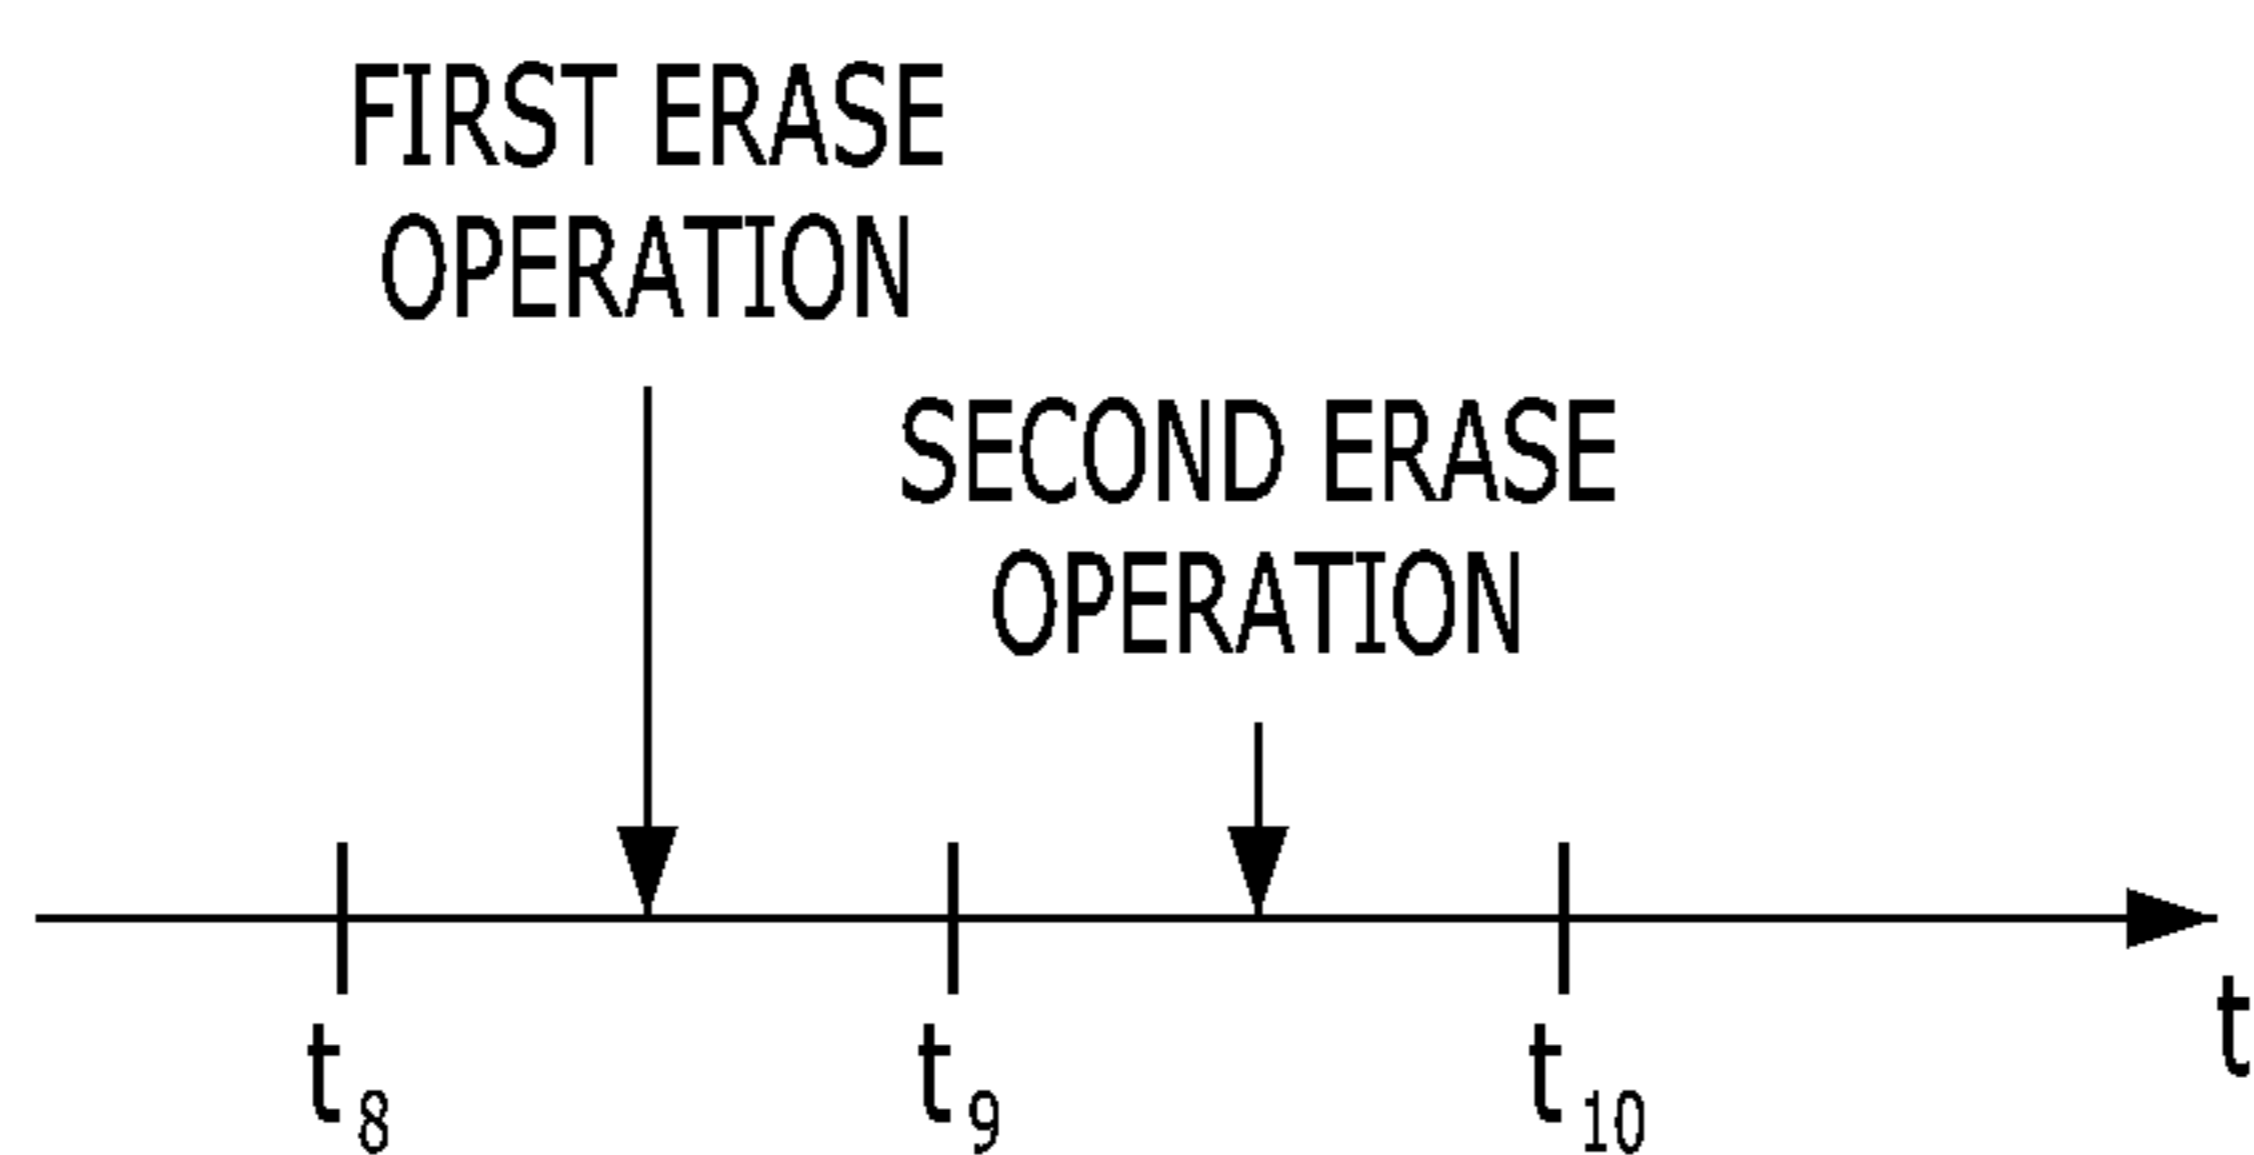 FIRST ERASE
OPERATION
SECOND ERASE
OPERATION
t
t₈ t₉ t₁₀